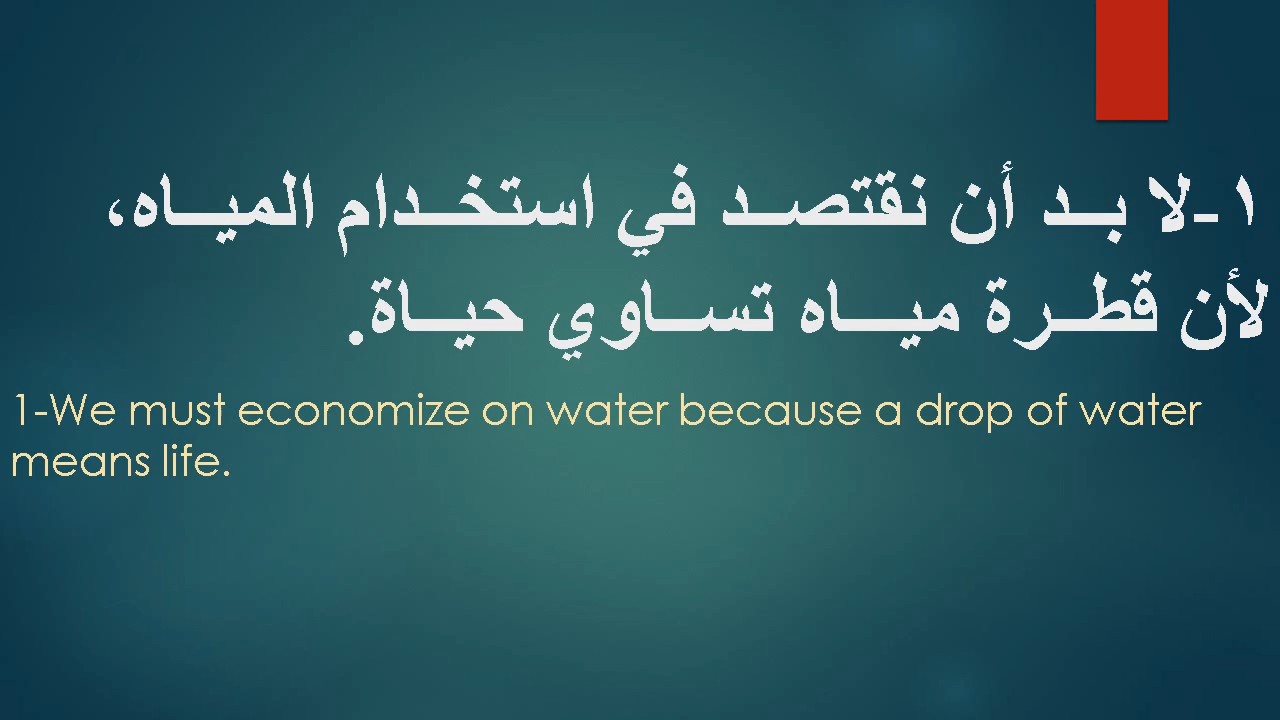 ١-لا بــد أن نقتصــد في استخــدام الميــاه،
لأن قطــرة ميــاه تســاوي حيــاة.
1-We must economize on water because a drop of water
means life.